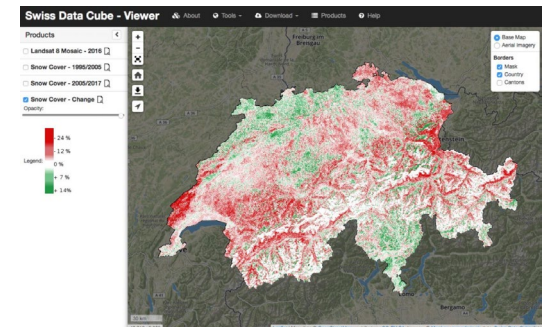 Swiss Data Cube - Viewer About Tools Download Products Help
Products
Landsat 8 Mosaic - 2016
Snow Cover - 1995/2005
Snow Cover - 2005/2017
Snow Cover - Change
Opacity:
Legend:
- 24 %
- 12 %
0 %
+ 7 %
+ 14%
+
−
Freiburg im
Breisgau
Base Map
Aerial Imagery
Borders
Mask
Country
Cantons
Como
Bergamo